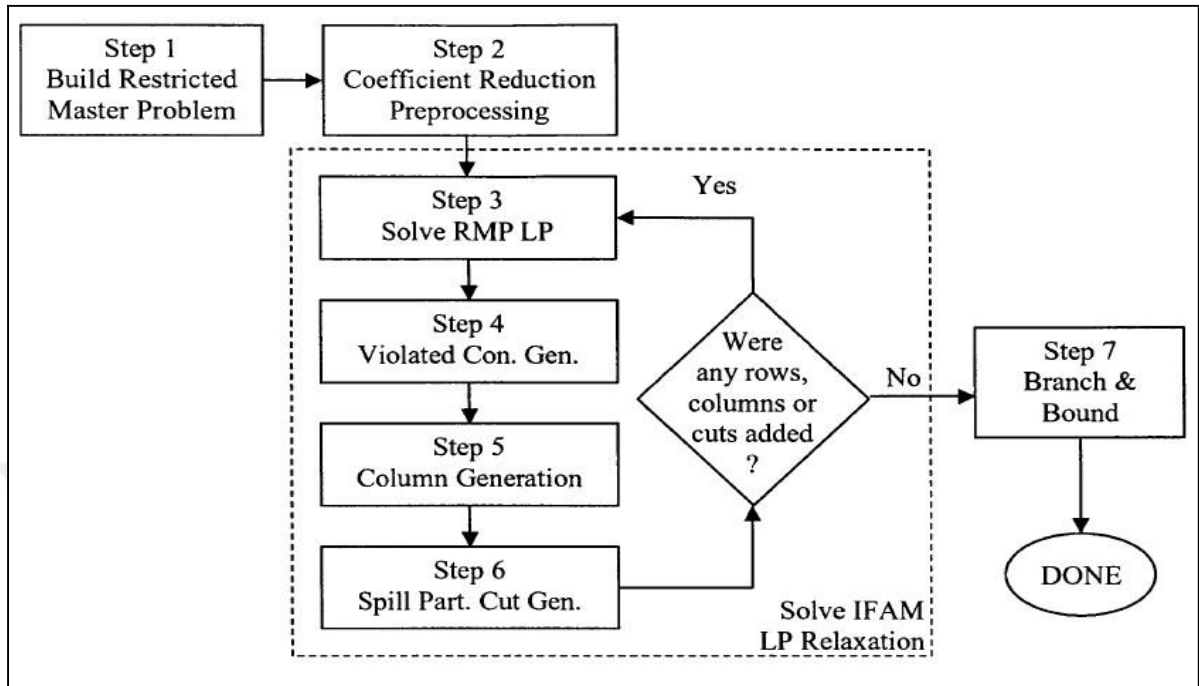 Step 1
Build Restricted
Master Problem
Step 2
Coefficient Reduction
Preprocessing
Step 3
Solve RMP LP
Yes
Step 4
Violated Con. Gen.
Were
any rows,
columns or
cuts added
?
No
Step 7
Branch &
Bound
Step 5
Column Generation
Step 6
Spill Part. Cut Gen.
DONE
Solve IFAM
LP Relaxation